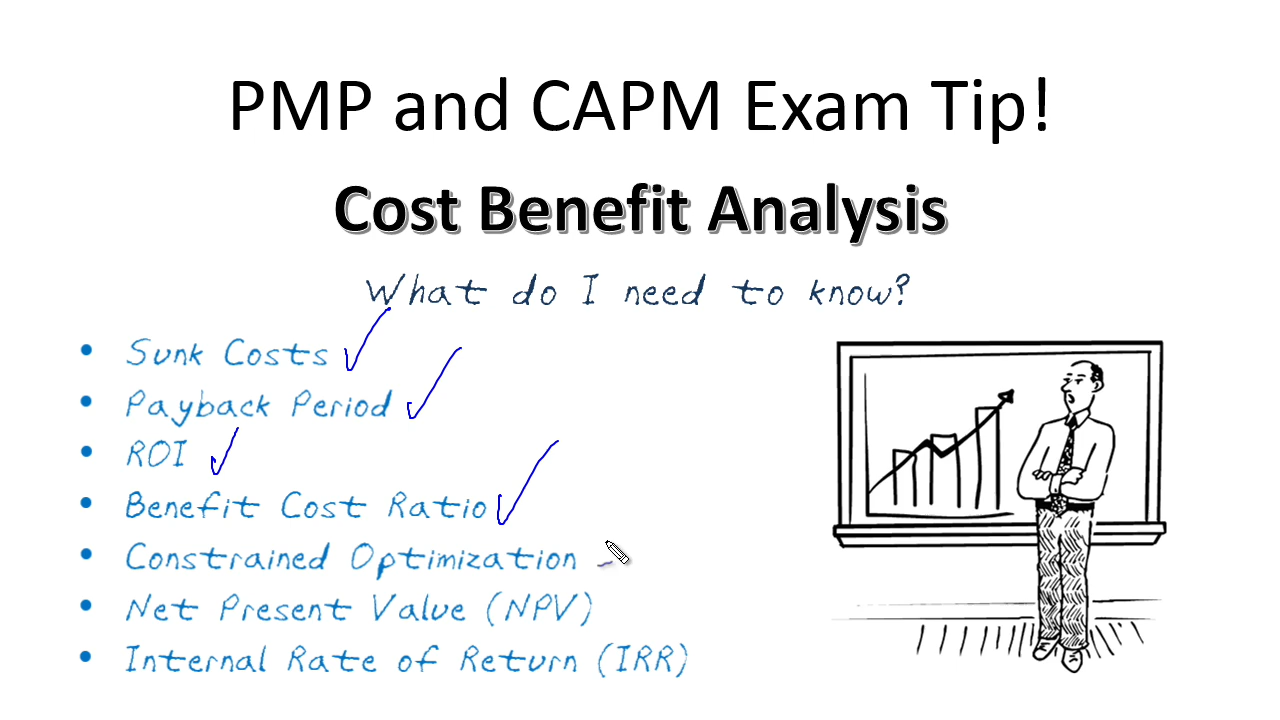 PMP and CAPM Exam Tip!
Cost Benefit Analysis
What do I need to know?
• Sunk Costs
• Payback Period
• ROI
• Benefit Cost Ratio
• Constrained Optimization
• Net Present Value (NPV)
• Internal Rate of Return (IRR)